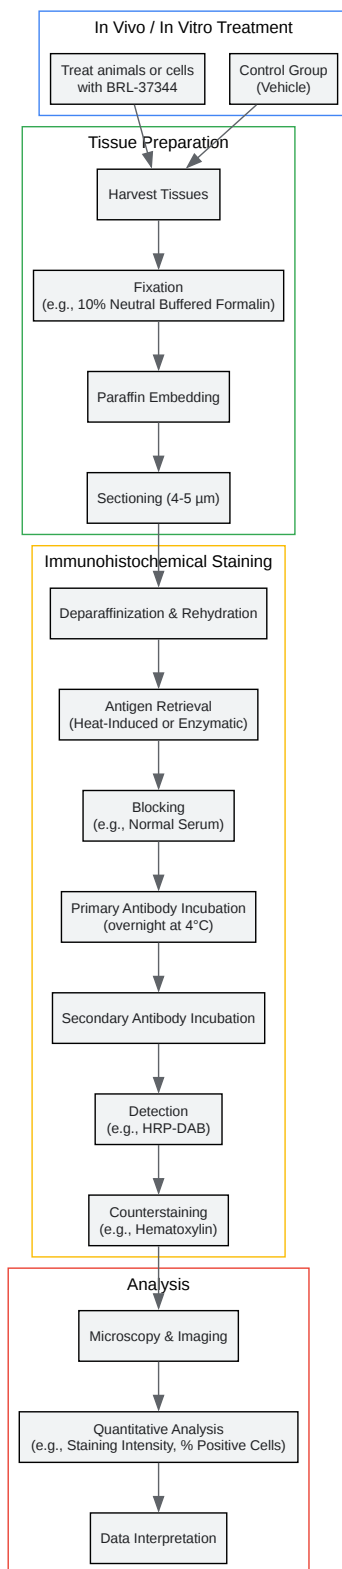 In Vivo / In Vitro Treatment
Treat animals or cells
with BRL-37344
Control Group
(Vehicle)
Tissue Preparation
Harvest Tissues
Fixation
(e.g., 10% Neutral Buffered Formalin)
Paraffin Embedding
Sectioning (4-5 µm)
Immunohistochemical Staining
Deparaffinization & Rehydration
Antigen Retrieval
(Heat-Induced or Enzymatic)
Blocking
(e.g., Normal Serum)
Primary Antibody Incubation
(overnight at 4°C)
Secondary Antibody Incubation
Detection
(e.g., HRP-DAB)
Counterstaining
(e.g., Hematoxylin)
Analysis
Microscopy & Imaging
Quantitative Analysis
(e.g., Staining Intensity, % Positive Cells)
Data Interpretation